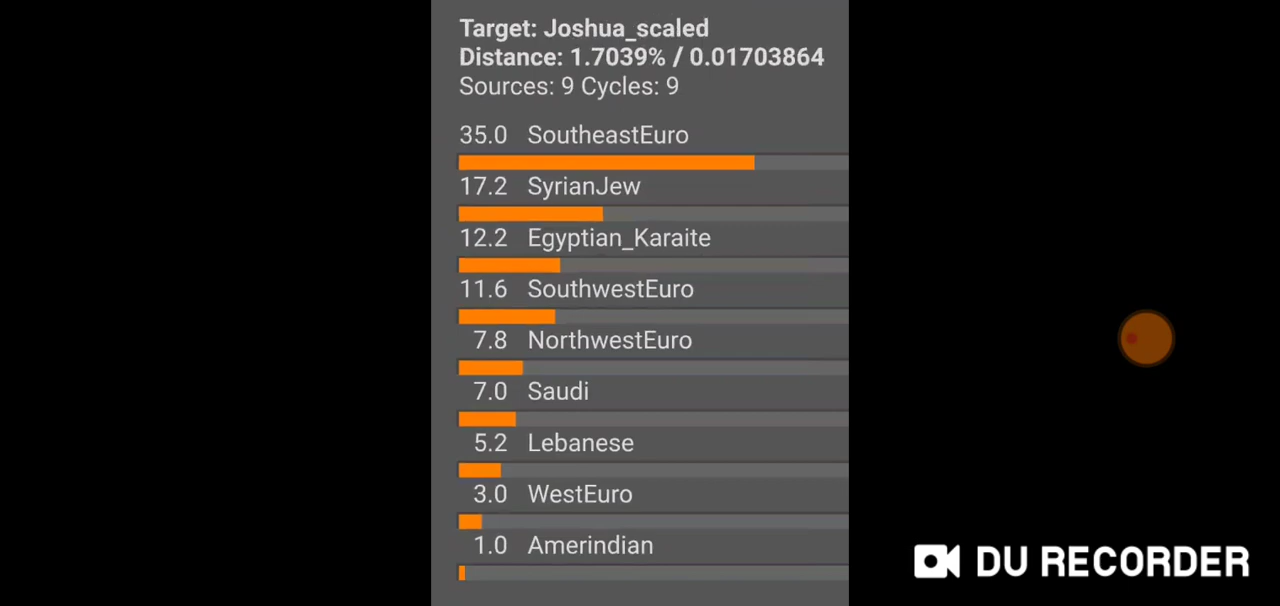 Target: Joshua_scaled
Distance: 1.7039% / 0.01703864
Sources: 9 Cycles: 9
35.0 SoutheastEuro
17.2 SyrianJew
12.2 Egyptian_Karaite
11.6 SouthwestEuro
7.8 NorthwestEuro
7.0 Saudi
5.2 Lebanese
3.0 WestEuro
1.0 Amerindian
DU RECORDER